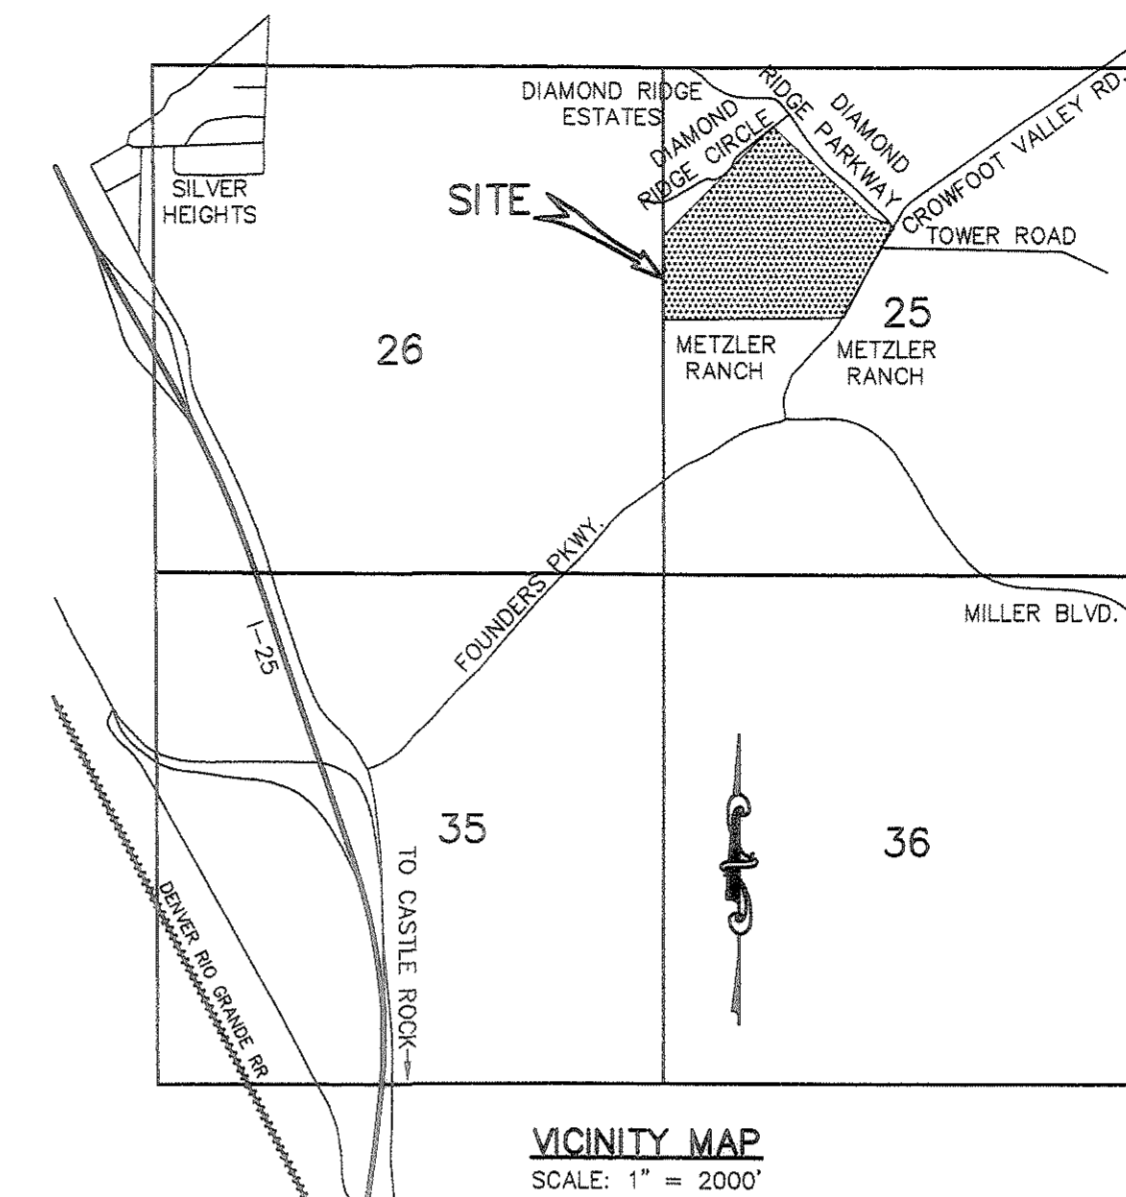 DIAMOND RIDGE
ESTATES
DIAMOND
RIDGE CIRCLE
DIAMOND
RIDGE PARKWAY
CROWFOOT VALLEY RD.
SILVER
HEIGHTS
SITE
TOWER ROAD
25
26
METZLER
RANCH
METZLER
RANCH
FOUNDERS PKWY.
MILLER BLVD.
I-25
35
36
TO CASTLE ROCK
DENVER RIO GRANDE RR
VICINITY MAP
SCALE: 1" = 2000'